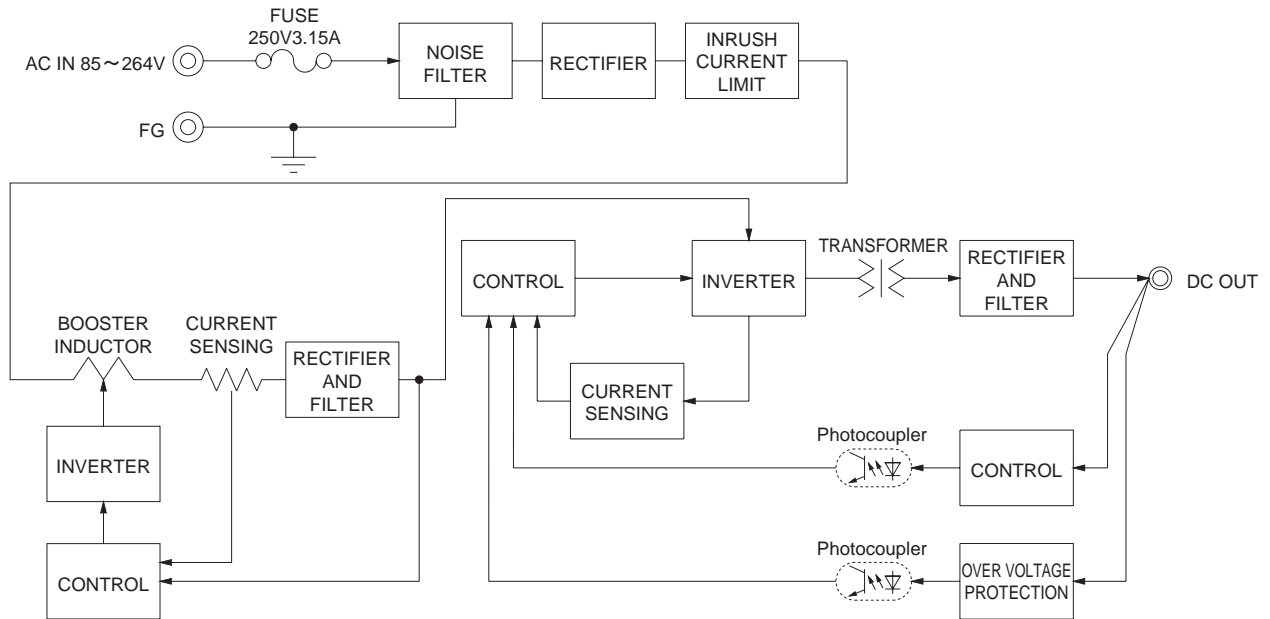 FUSE
250V3.15A
AC IN 85～264V
NOISE
FILTER
RECTIFIER
INRUSH
CURRENT
LIMIT
FG
CONTROL
INVERTER
TRANSFORMER
RECTIFIER
AND
FILTER
DC OUT
BOOSTER
INDUCTOR
CURRENT
SENSING
RECTIFIER
AND
FILTER
CURRENT
SENSING
INVERTER
Photocoupler
CONTROL
CONTROL
Photocoupler
OVER VOLTAGE
PROTECTION